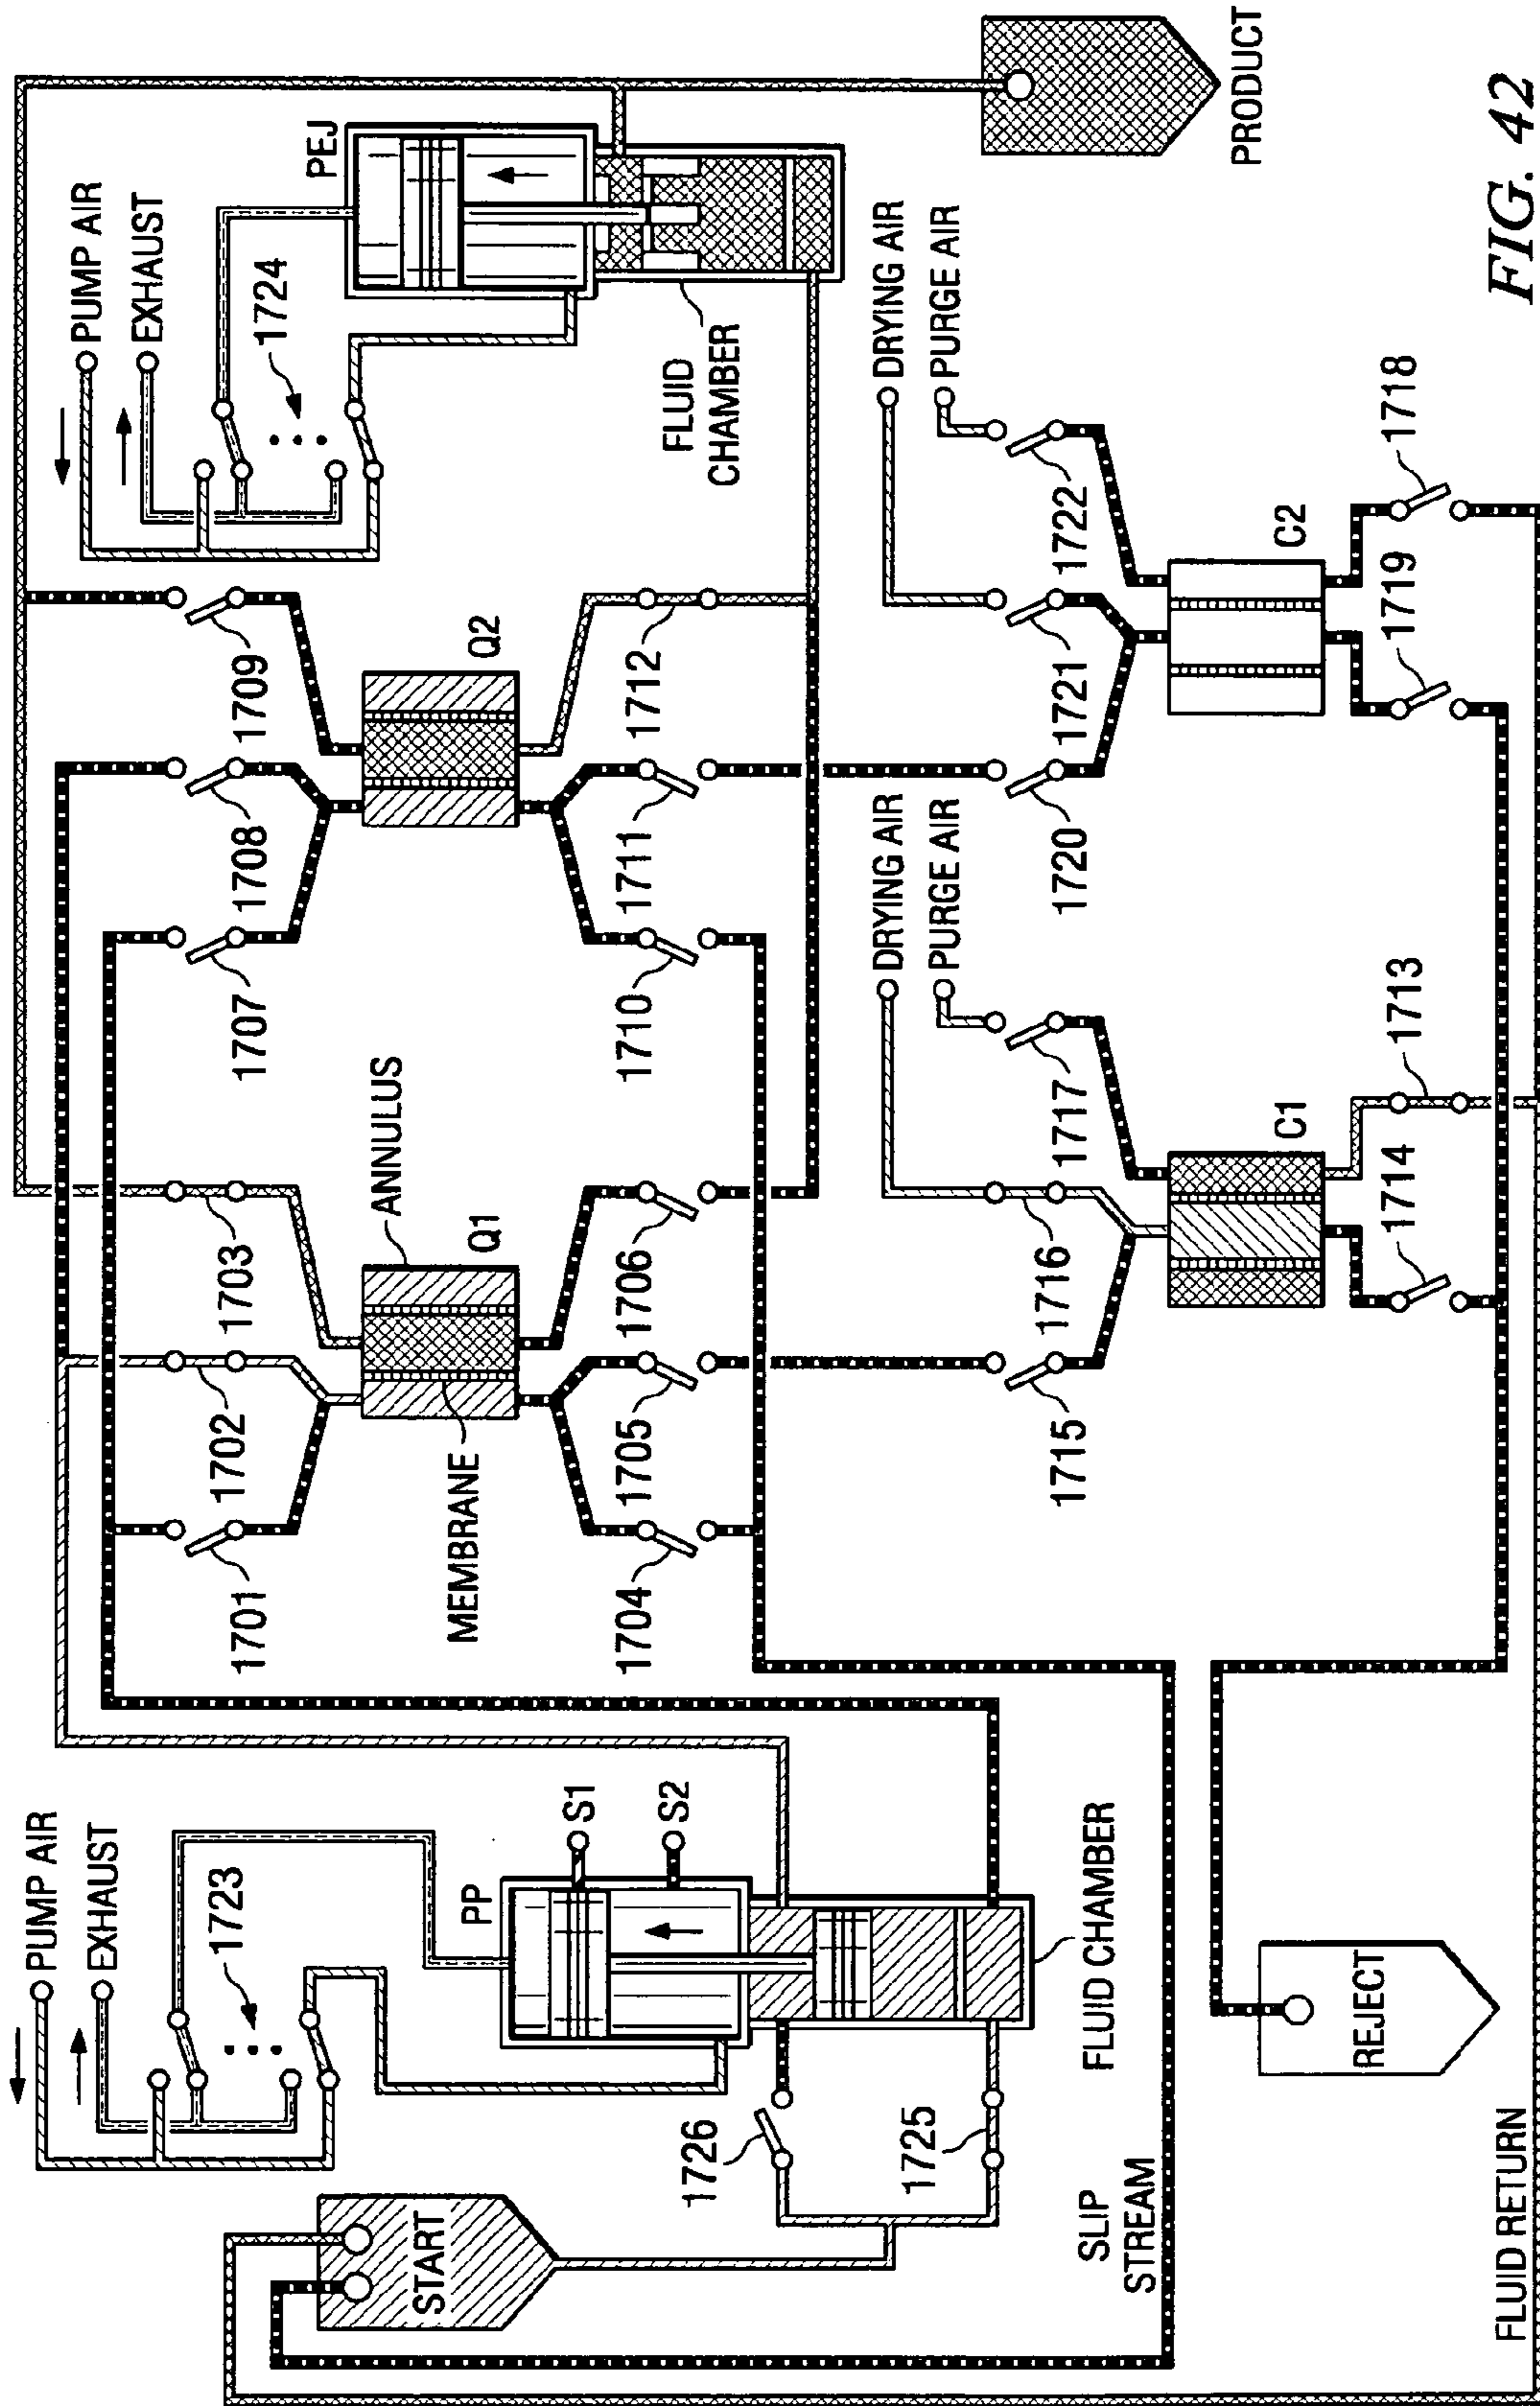 PUMP AIR
EXHAUST
1723
START
PP
S1
S2
1726
1725
FLUID CHAMBER
SLIP
STREAM
REJECT
FLUID RETURN
1701
1702
1703
ANNULUS
MEMBRANE
Q1
1704
1705
1706
1707
1708
1709
Q2
1710
1711
1712
PUMP AIR
EXHAUST
1724
PEJ
FLUID
CHAMBER
DRYING AIR
PURGE AIR
1715
1716
1717
C1
1714
1713
DRYING AIR
PURGE AIR
1720
1721
1722
C2
1719
1718
PRODUCT
FIG. 42